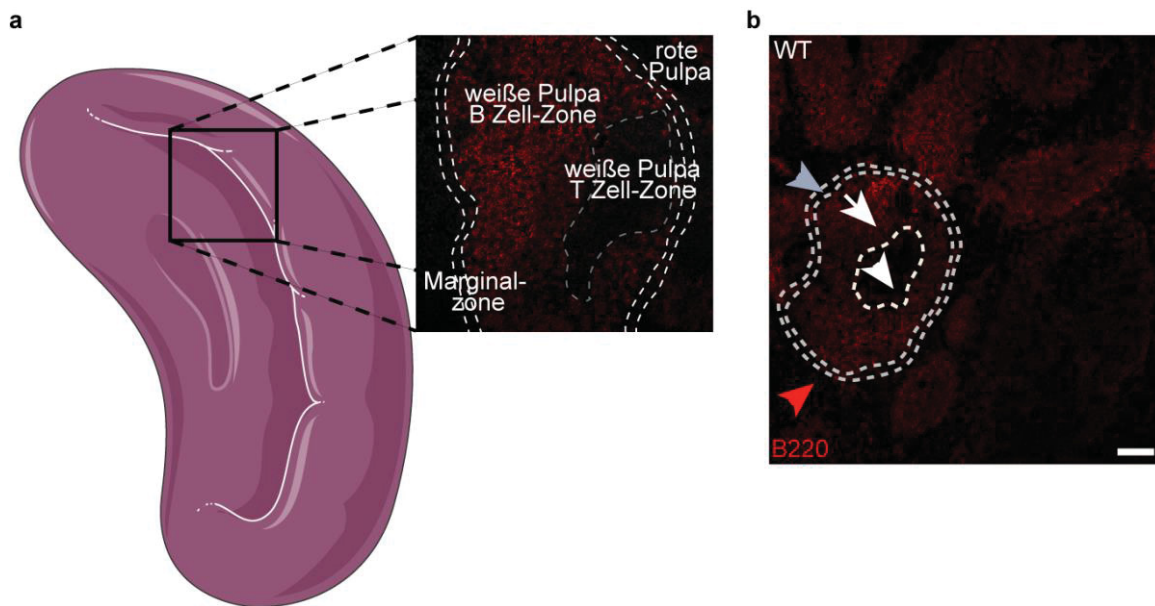 a
rote
Pulpa
weiße Pulpa
B Zell-Zone
weiße Pulpa
T Zell-Zone
Marginal-
zone
b
WT
B220